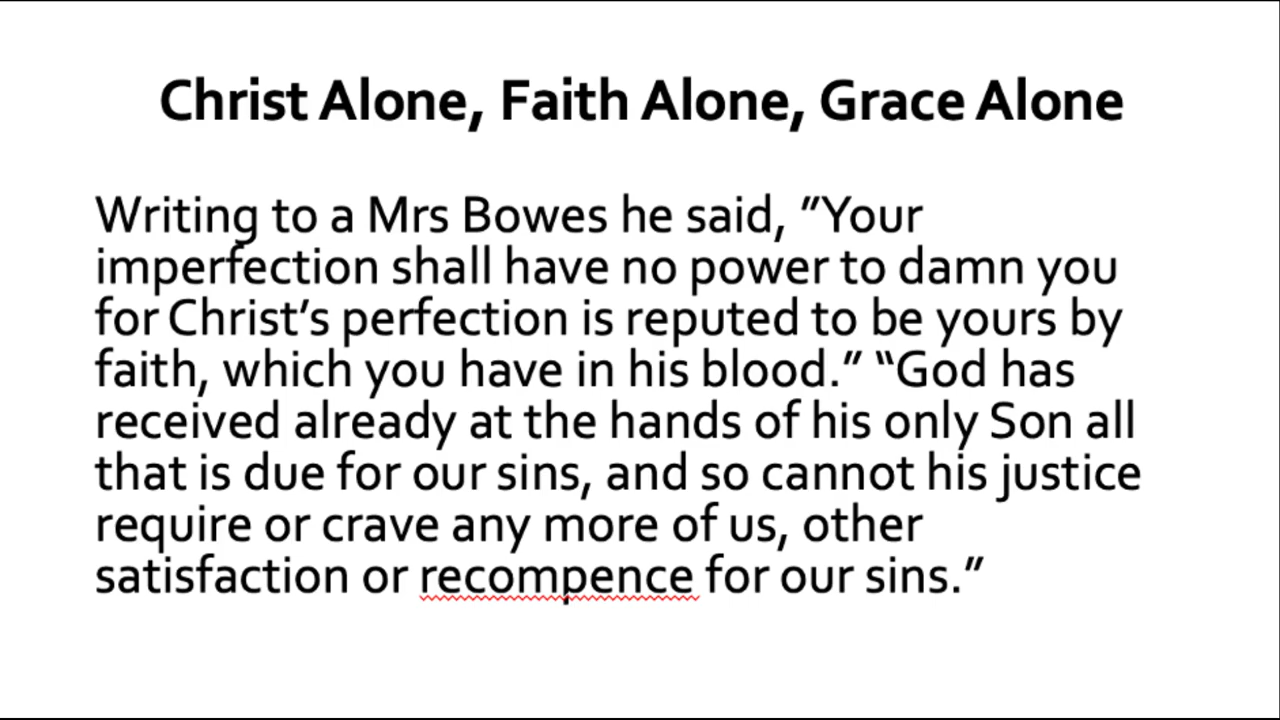 Christ Alone, Faith Alone, Grace Alone
Writing to a Mrs Bowes he said, ”Your
imperfection shall have no power to damn you
for Christ’s perfection is reputed to be yours by
faith, which you have in his blood.” “God has
received already at the hands of his only Son all
that is due for our sins, and so cannot his justice
require or crave any more of us, other
satisfaction or recompence for our sins.”